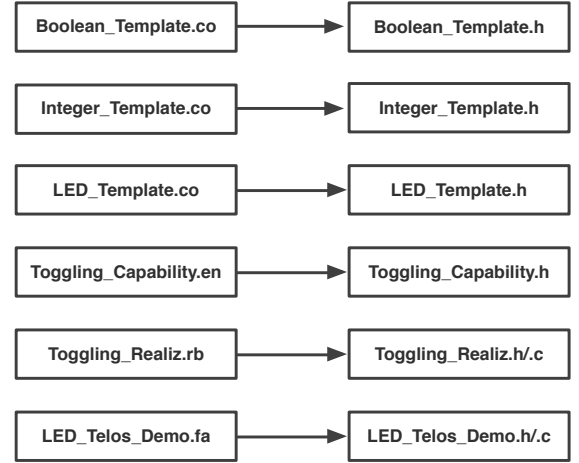 Boolean_Template.co
Boolean_Template.h
Integer_Template.co
Integer_Template.h
LED_Template.co
LED_Template.h
Toggling_Capability.en
Toggling_Capability.h
Toggling_Realiz.rb
Toggling_Realiz.h/.c
LED_Telos_Demo.fa
LED_Telos_Demo.h/.c